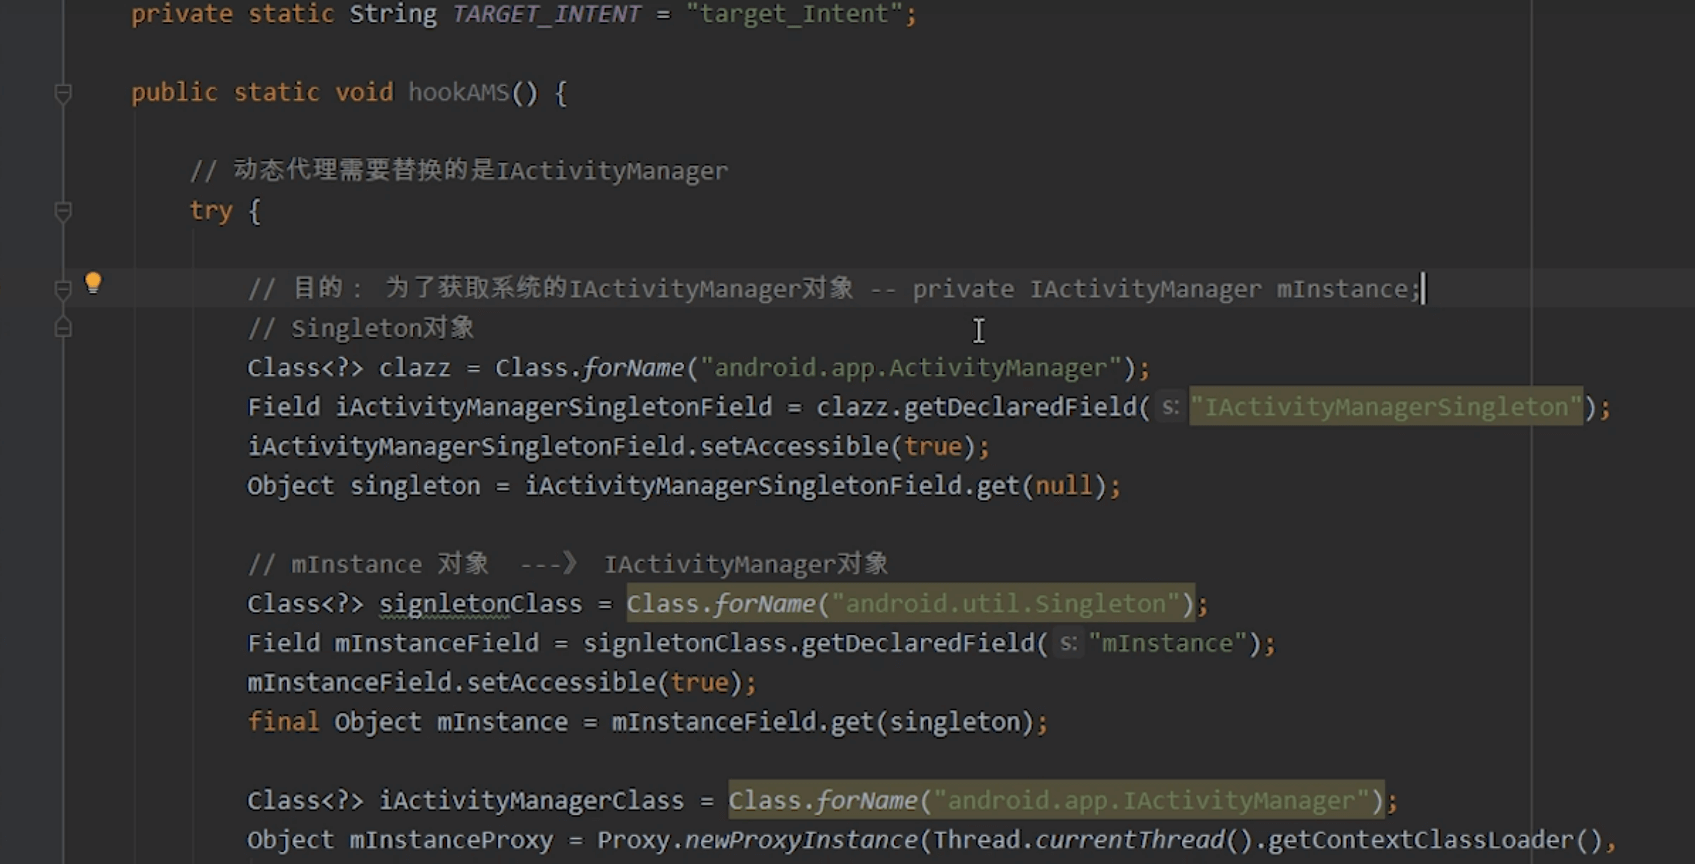 private static String TARGET_INTENT = "target_Intent";
public static void hookAMS() {
// 动态代理需要替换的是IActivityManager
try {
// 目的： 为了获取系统的IActivityManager对象 -- private IActivityManager mInstance;
// Singleton对象
Class<?> clazz = Class.forName("android.app.ActivityManager");
Field iActivityManagerSingletonField = clazz.getDeclaredField( s: "IActivityManagerSingleton");
iActivityManagerSingletonField.setAccessible(true);
Object singleton = iActivityManagerSingletonField.get(null);
// mInstance 对象 ---》 IActivityManager对象
Class<?> signletonClass = Class.forName("android.util.Singleton");
Field mInstanceField = signletonClass.getDeclaredField( s: "mInstance");
mInstanceField.setAccessible(true);
final Object mInstance = mInstanceField.get(singleton);
Class<?> iActivityManagerClass = Class.forName("android.app.IActivityManager");
Object mInstanceProxy = Proxy.newProxyInstance(Thread.currentThread().getContextClassLoader(),